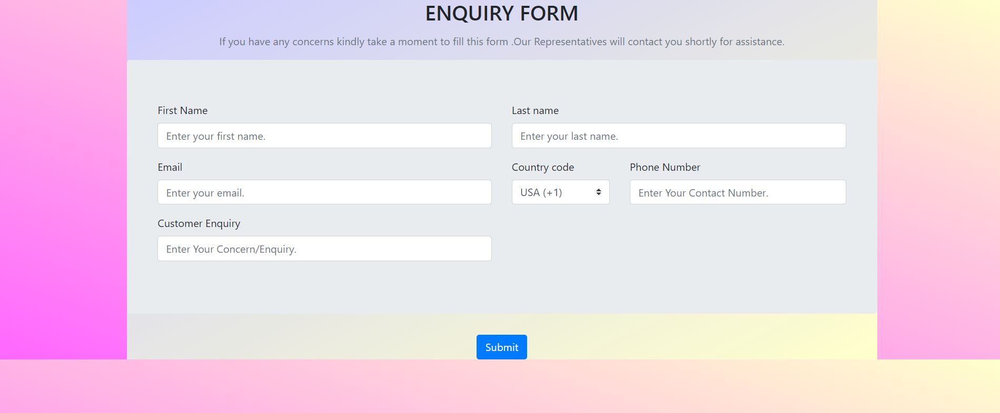 ENQUIRY FORM
If you have any concerns kindly take a moment to fill this form .Our Representatives will contact you shortly for assistance.
First Name
Last name
Enter your first name.
Enter your last name.
Email
Country code
Phone Number
Enter your email.
USA (+1)
Enter Your Contact Number.
Customer Enquiry
Enter Your Concern/Enquiry.
Submit